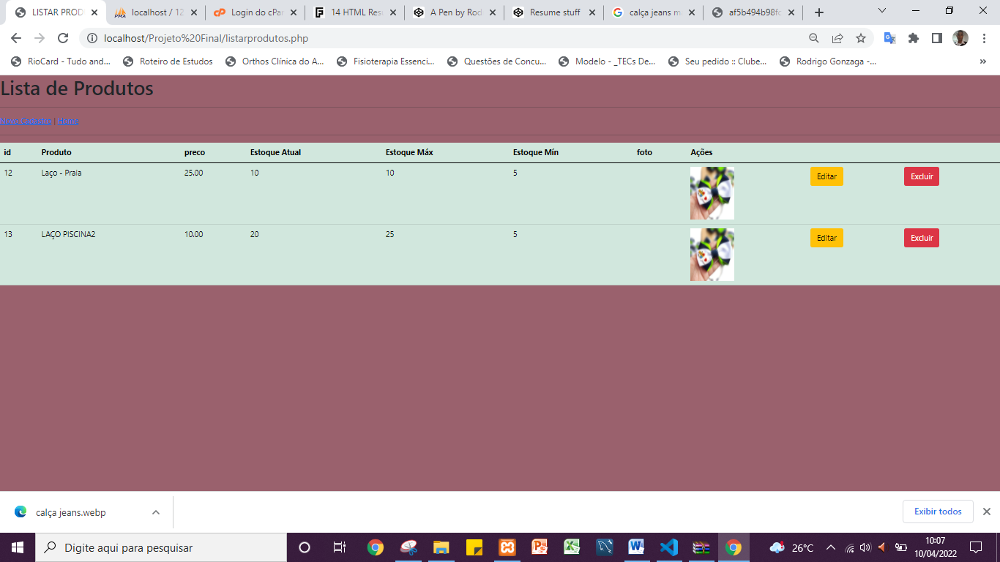 LISTAR PROD
localhost / 12
Login do cPar
14 HTML Resu
A Pen by Rod
Resume stuff
calça jeans m
af5b494b98fc
localhost/Projeto%20Final/listarprodutos.php
RioCard - Tudo and...
Roteiro de Estudos
Orthos Clínica do A...
Fisioterapia Essenci...
Questões de Concu...
Modelo - _TECs De...
Seu pedido :: Clube...
Rodrigo Gonzaga -...
»
Lista de Produtos
Novo Cadastro | Home
id Produto preco Estoque Atual Estoque Máx Estoque Mín foto Ações
12 Laço - Praia 25.00 10 10 5 Editar Excluir
13 LAÇO PISCINA2 10.00 20 25 5 Editar Excluir
calça jeans.webp
Exibir todos
Digite aqui para pesquisar
26°C
10:07
10/04/2022